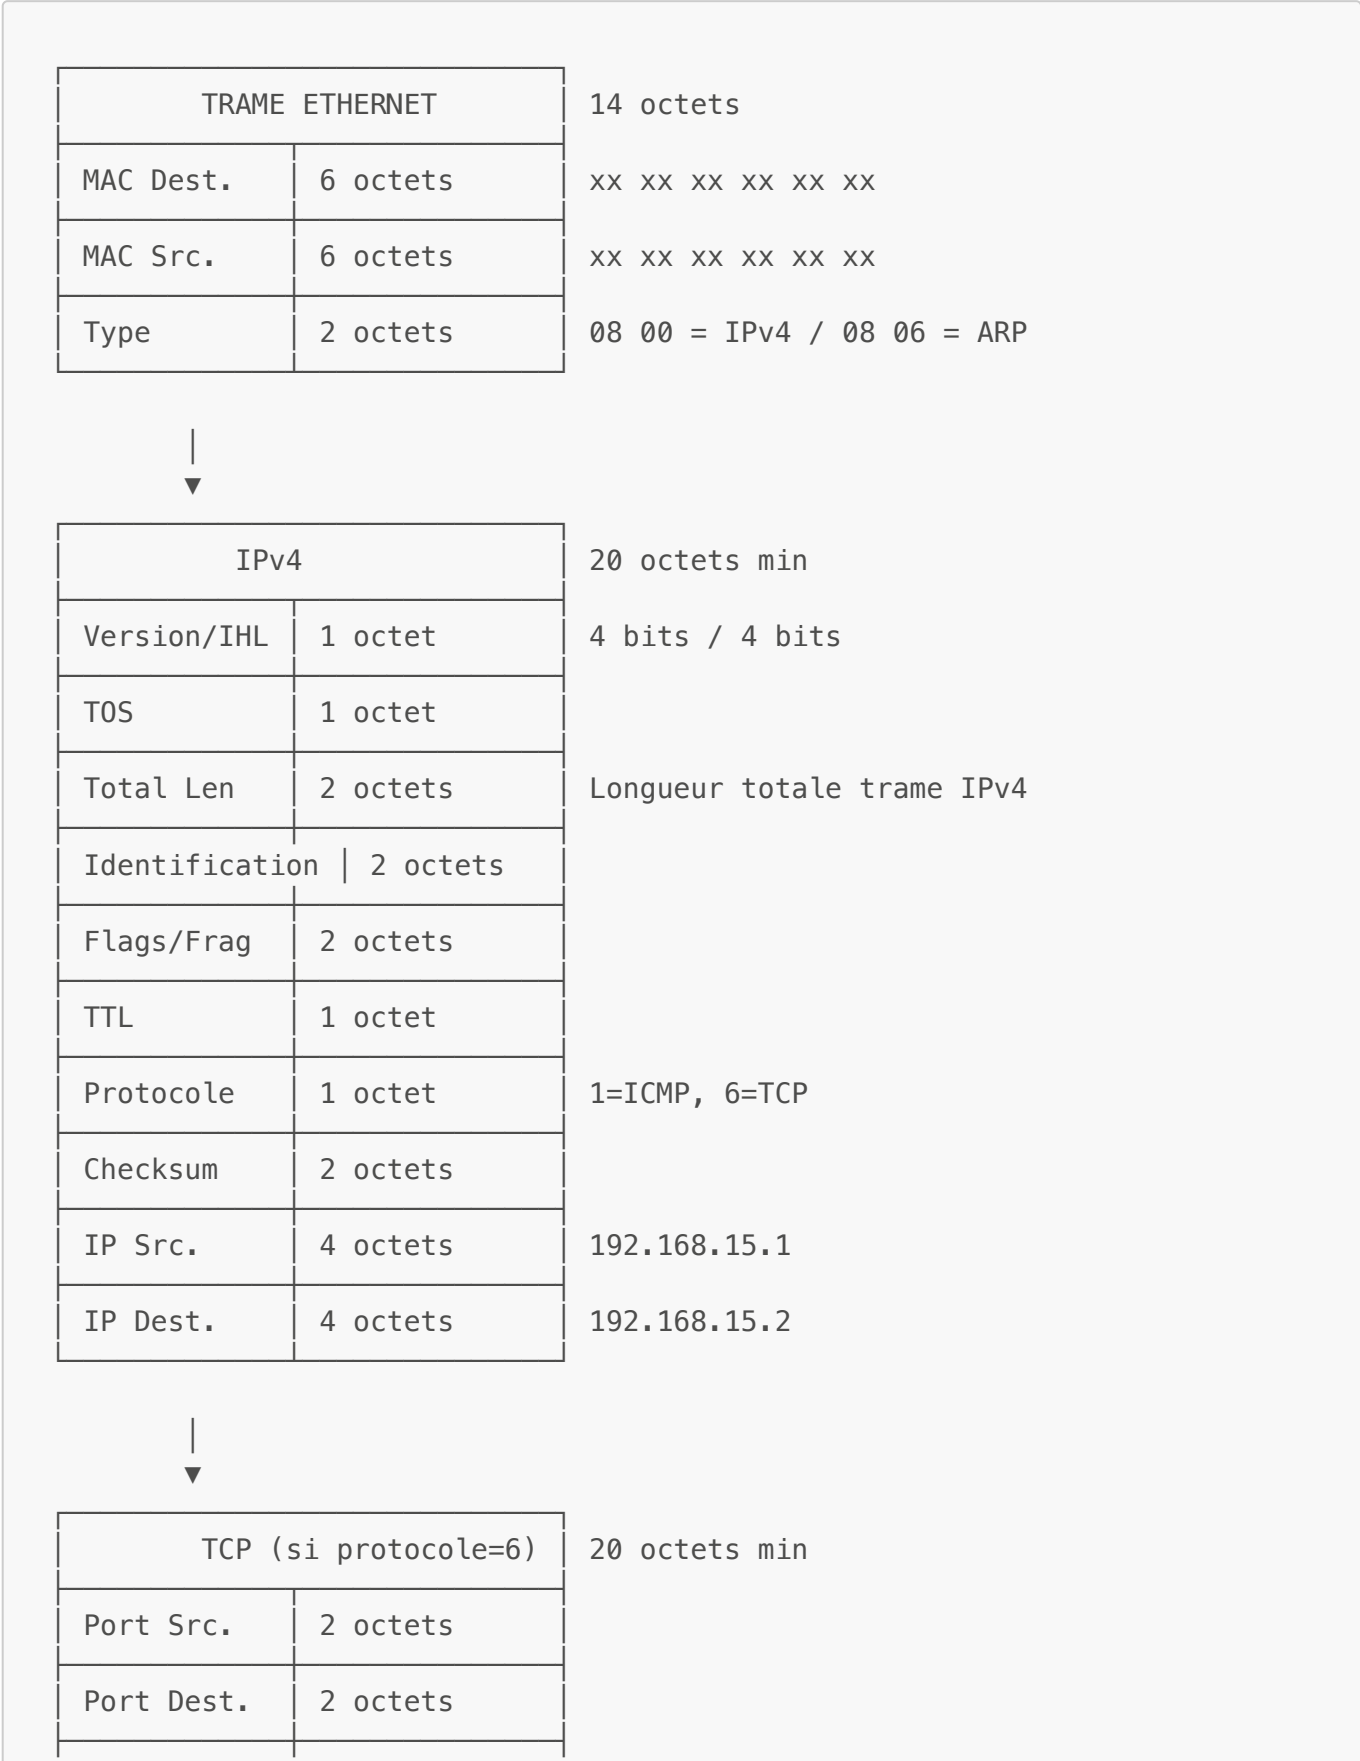 TRAME ETHERNET 14 octets
MAC Dest. │ 6 octets xx xx xx xx xx xx
MAC Src. │ 6 octets xx xx xx xx xx xx
Type │ 2 octets 08 00 = IPv4 / 08 06 = ARP
│
▼
IPv4 20 octets min
Version/IHL │ 1 octet 4 bits / 4 bits
TOS │ 1 octet
Total Len │ 2 octets Longueur totale trame IPv4
Identification │ 2 octets
Flags/Frag │ 2 octets
TTL │ 1 octet
Protocole │ 1 octet 1=ICMP, 6=TCP
Checksum │ 2 octets
IP Src. │ 4 octets 192.168.15.1
IP Dest. │ 4 octets 192.168.15.2
│
▼
TCP (si protocole=6) 20 octets min
Port Src. │ 2 octets
Port Dest. │ 2 octets